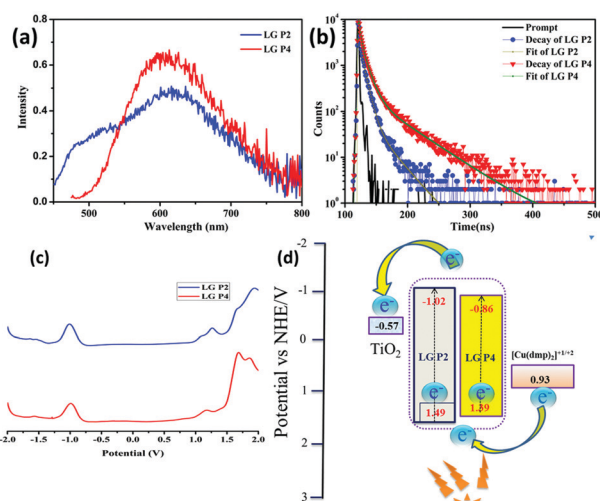 (a)
LG P2
LG P4
Intensity
0.8
0.6
0.4
0.2
0.0
500 600 700 800
Wavelength (nm)
(b)
Prompt
Decay of LG P2
Fit of LG P2
Decay of LG P4
Fit of LG P4
Counts
10⁴
10³
10²
10¹
10⁰
100 200 300 400 500
Time(ns)
(c)
LG P2
LG P4
-2.0 -1.5 -1.0 -0.5 0.0 0.5 1.0 1.5 2.0
Potential (V)
(d)
Potential vs NHE/V
-2
-1
0
1
2
3
e⁻
e⁻
-0.57
TiO₂
-1.02
LG P2
e⁻
1.49
-0.86
LG P4
e⁻
1.59
[Cu(dmp)₂]⁺¹/⁺²
0.93
e⁻
e⁻